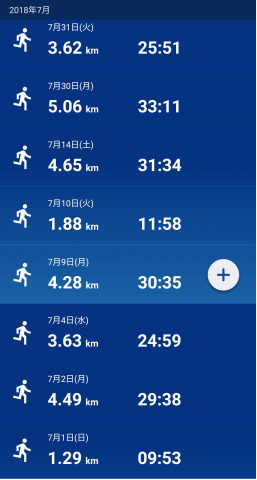 2018年7月
7月31日(火)
3.62 km 25:51
7月30日(月)
5.06 km 33:11
7月14日(土)
4.65 km 31:34
7月10日(火)
1.88 km 11:58
7月9日(月)
4.28 km 30:35
7月4日(水)
3.63 km 24:59
7月2日(月)
4.49 km 29:38
7月1日(日)
1.29 km 09:53